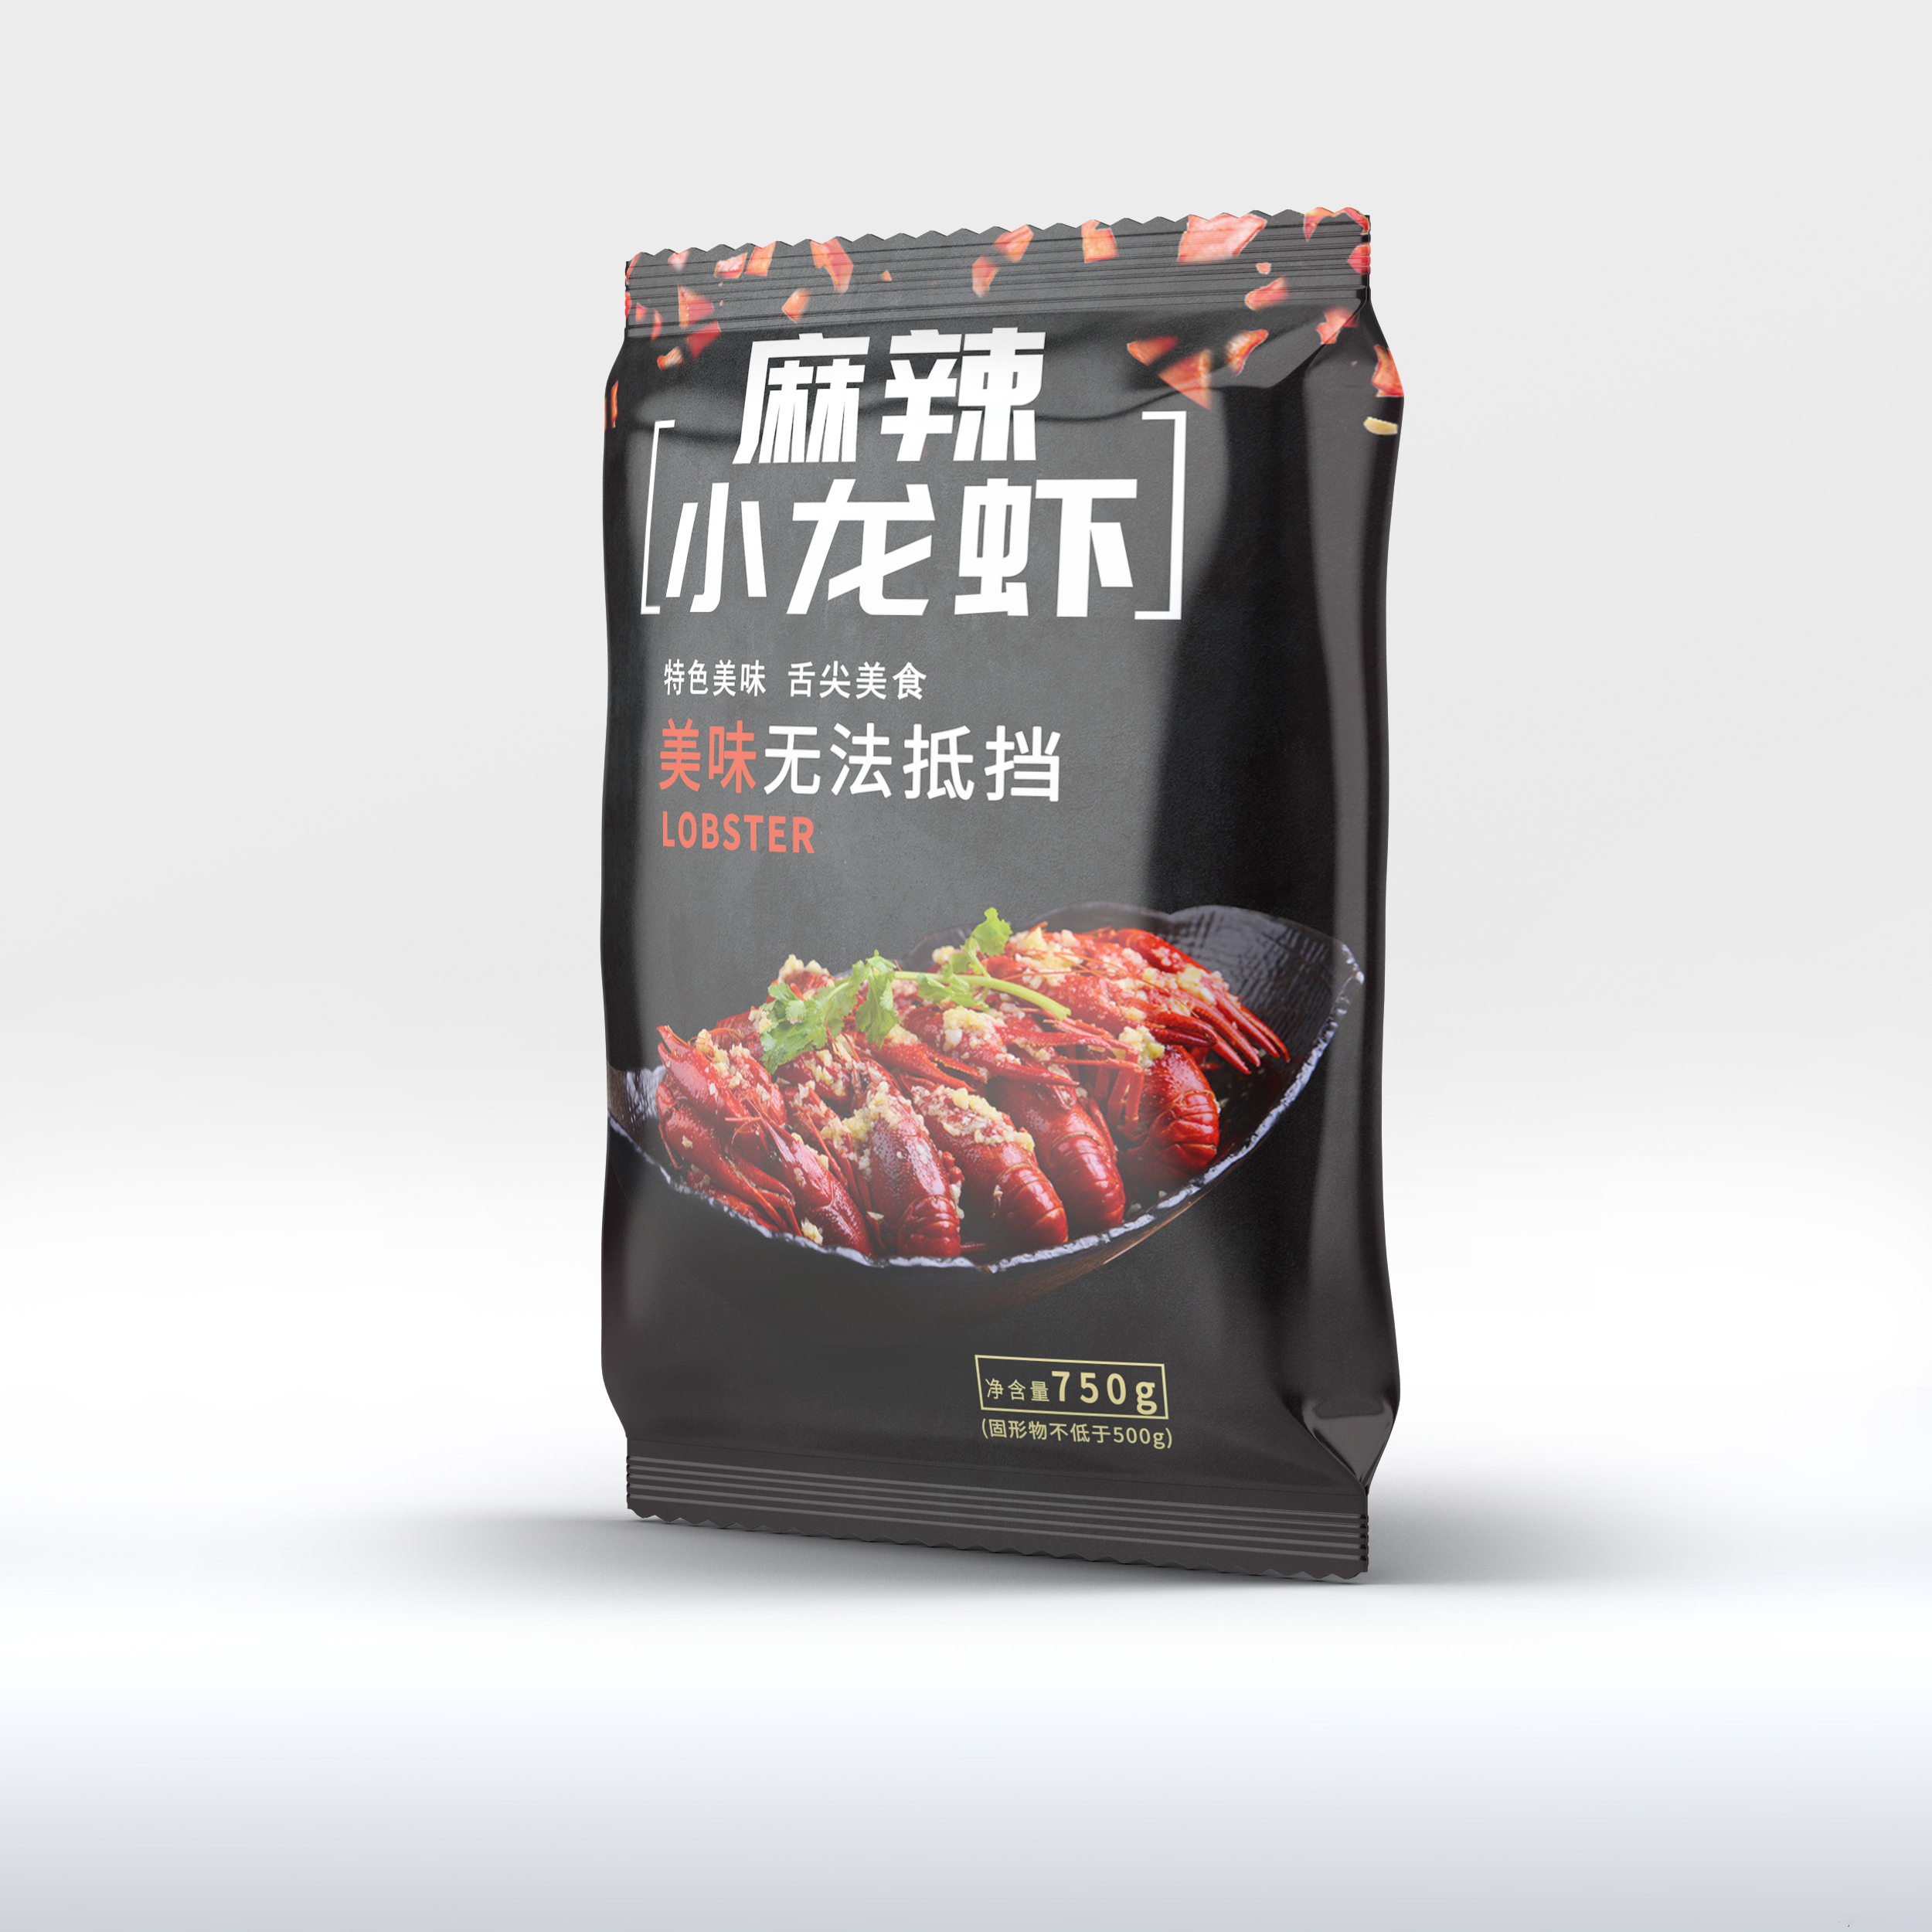 麻辣
小龙虾
特色美味 舌尖美食
美味无法抵挡
LOBSTER
净含量750g
(固形物不低于500g)